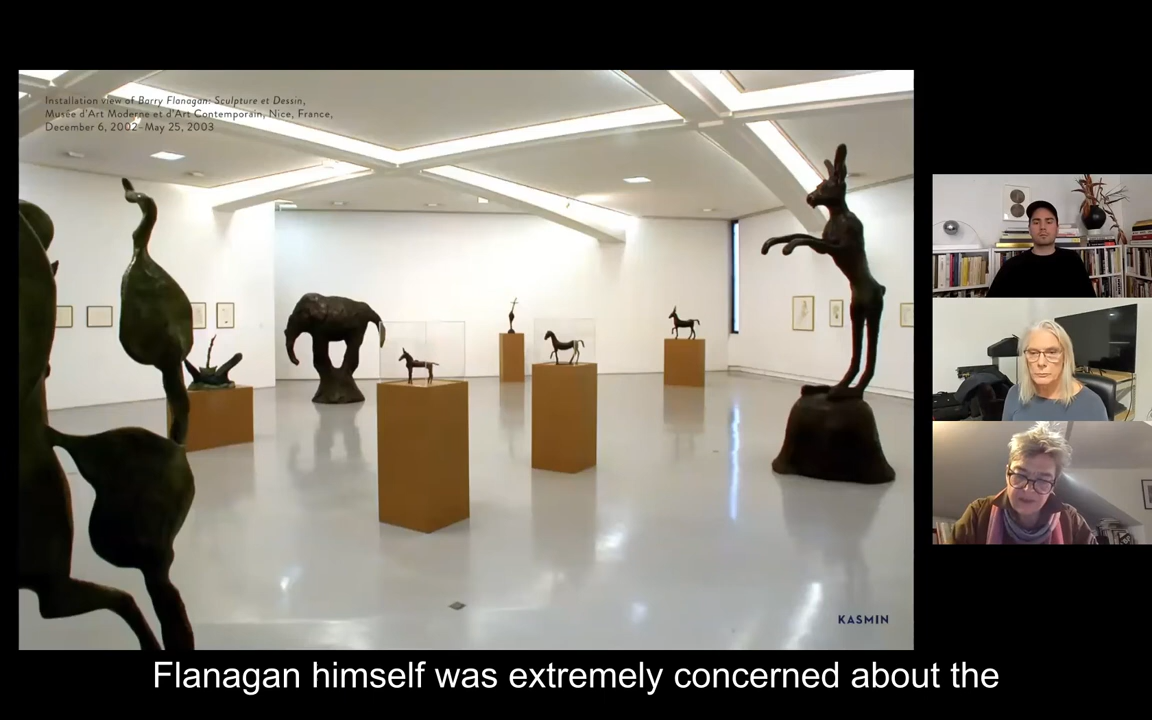 Installation view of Barry Flanagan: Sculpture et Dessin,
Musée d'Art Moderne et d'Art Contemporain, Nice, France,
December 6, 2002–May 25, 2003
KASMIN
Flanagan himself was extremely concerned about the